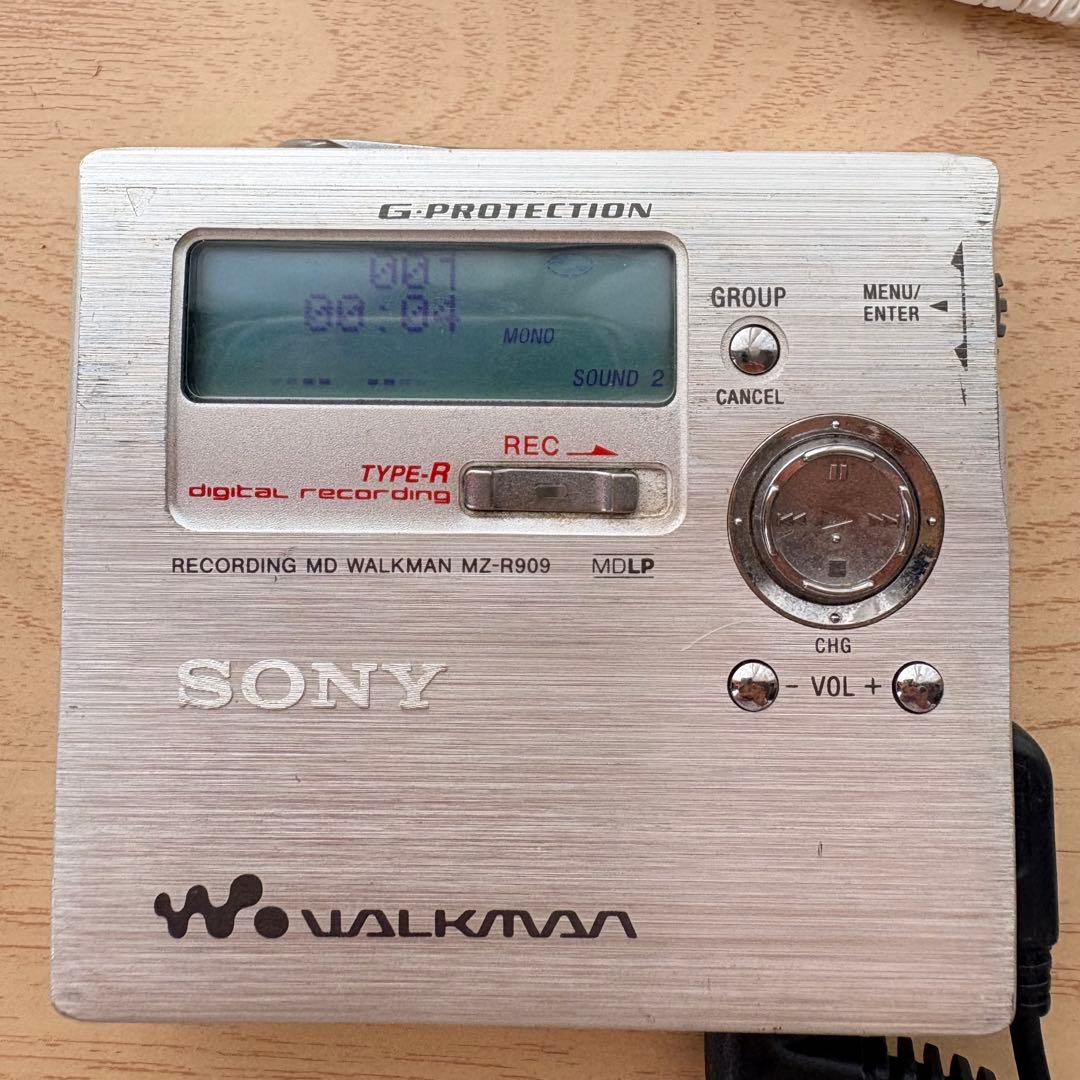 G-PROTECTION
001
00:04
MONO
SOUND 2
GROUP
CANCEL
MENU/
ENTER
REC
TYPE-R
digital recording
RECORDING MD WALKMAN MZ-R909
MDLP
CHG
- VOL +
SONY
WALKMAN